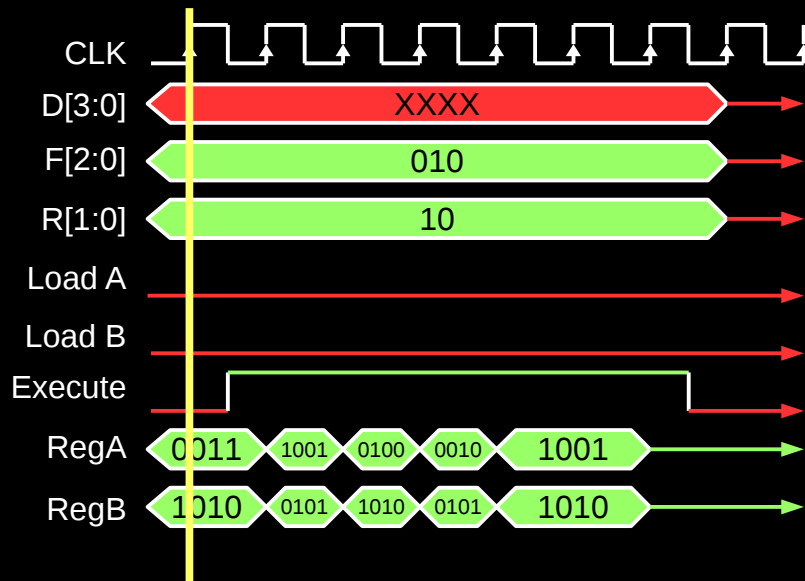 CLK
D[3:0] XXXX
F[2:0] 010
R[1:0] 10
Load A
Load B
Execute
RegA 0011 1001 0100 0010 1001
RegB 1010 0101 1010 0101 1010